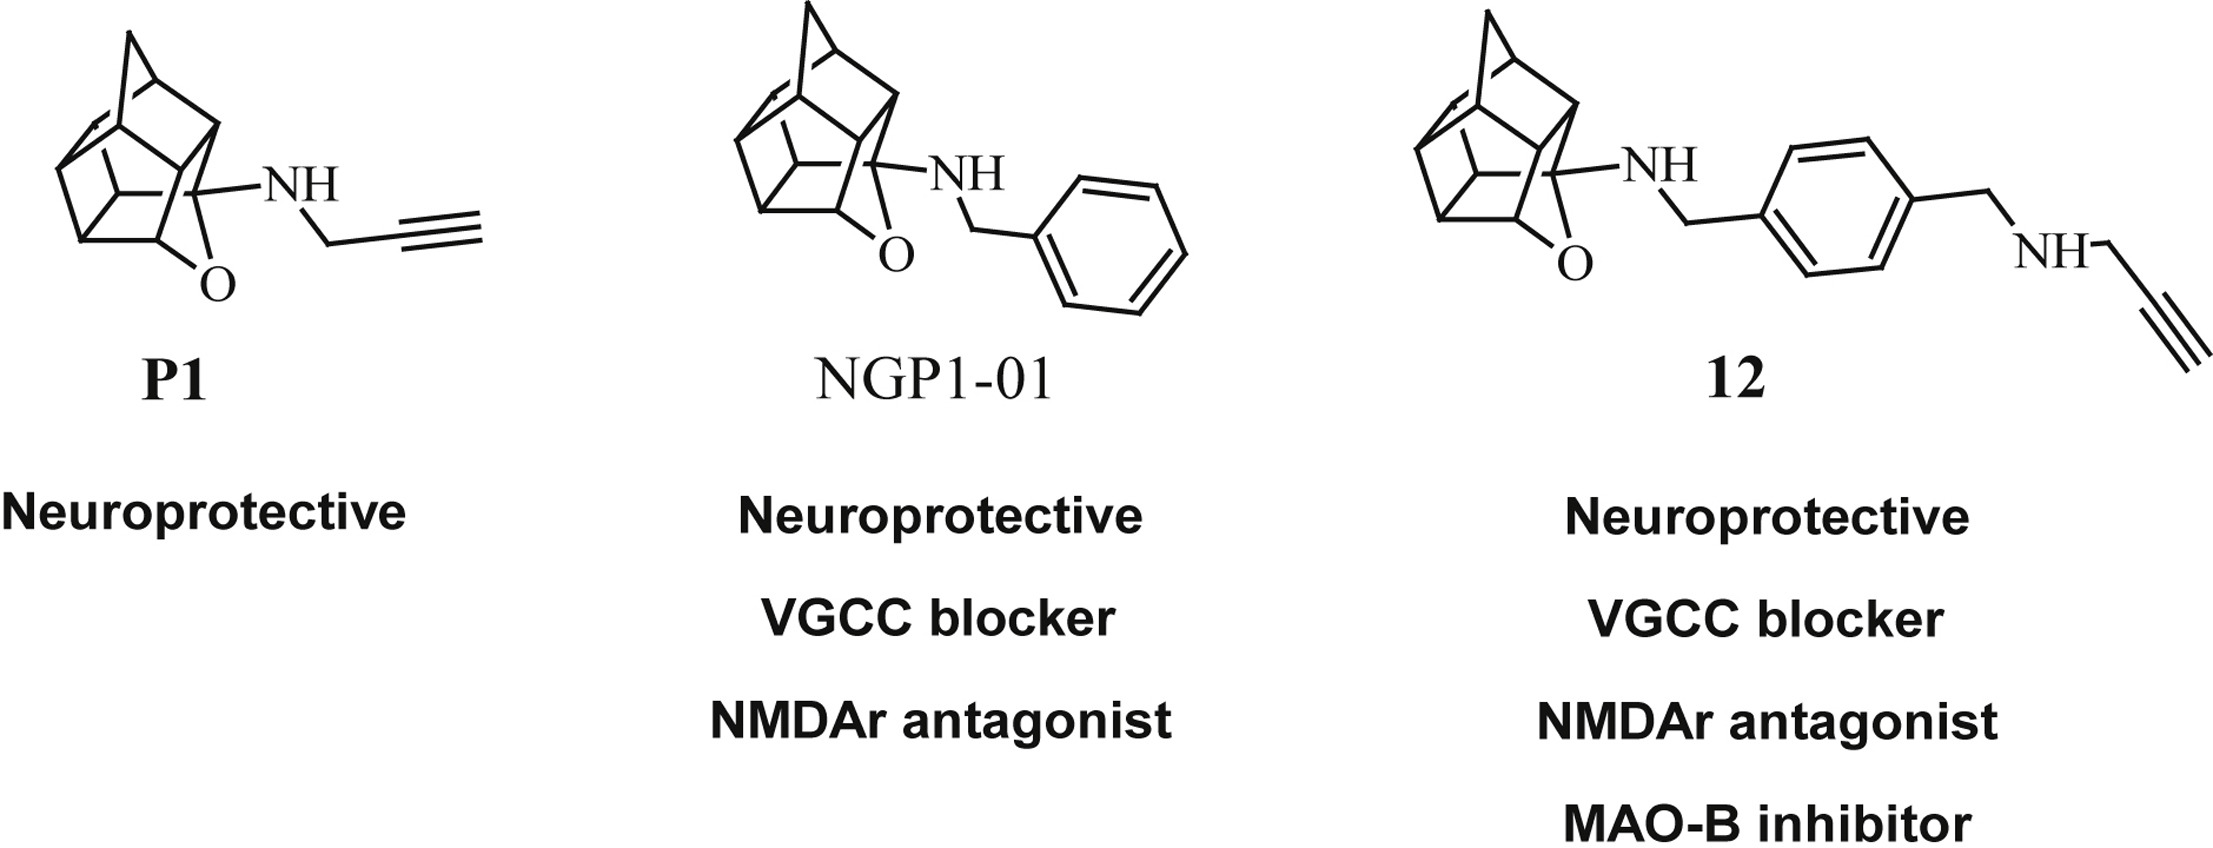 NH
O
P1
Neuroprotective
NH
O
NGP1-01
Neuroprotective
VGCC blocker
NMDAr antagonist
NH
O
NH
12
Neuroprotective
VGCC blocker
NMDAr antagonist
MAO-B inhibitor